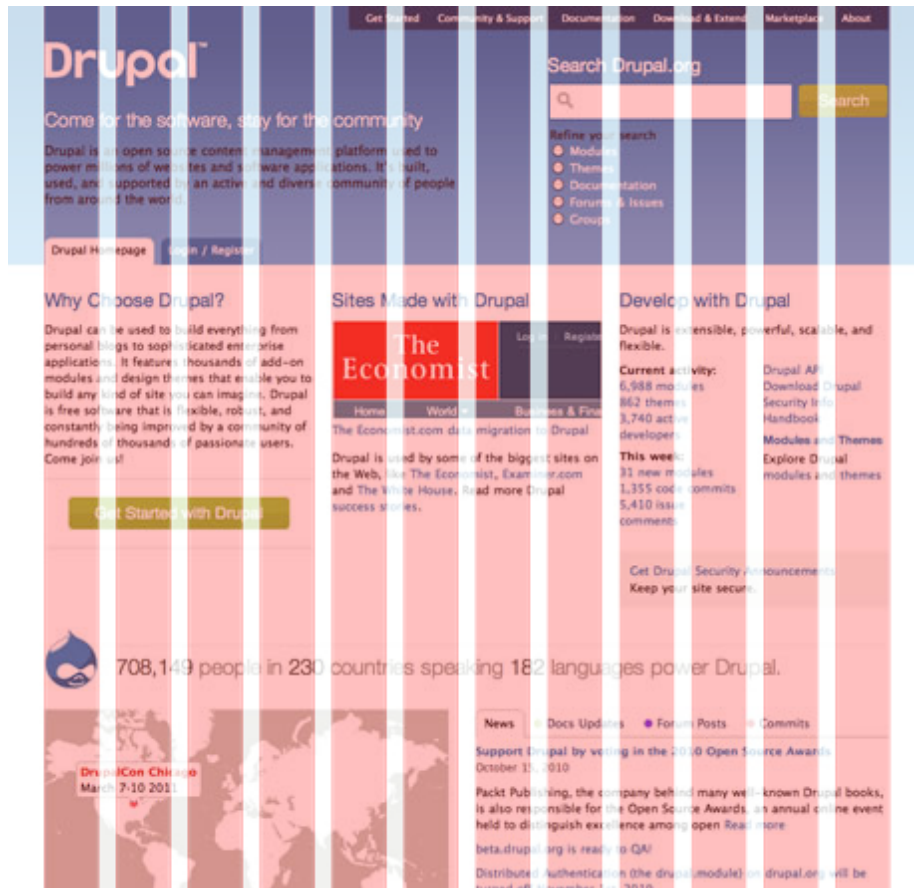 Get Started Community & Support Documentation Download & Extend Marketplace About
Drupal™
Search Drupal.org
Search
Come for the software, stay for the community
Drupal is an open source content management platform used to
power millions of websites and software applications. It's built,
used, and supported by an active and diverse community of people
from around the world.
Refine your search
Modules
Themes
Documentation
Forums & Issues
Groups
Drupal Homepage Login / Register
Why Choose Drupal?
Drupal can be used to build everything from
personal blogs to sophisticated enterprise
applications. It features thousands of add-on
modules and design themes that enable you to
build any kind of site you can imagine. Drupal
is free software that is flexible, robust, and
constantly being improved by a community of
hundreds of thousands of passionate users.
Come join us!
Get Started with Drupal
Sites Made with Drupal
The
Economist
Log in Registe
Home World Business & Fina
The Economist.com data migration to Drupal
Drupal is used by some of the biggest sites on
the Web, like The Economist, Examiner.com
and The White House. Read more Drupal
success stories.
Develop with Drupal
Drupal is extensible, powerful, scalable, and
flexible.
Current activity:
6,988 modules
862 themes
3,740 active
developers
This week:
31 new modules
1,355 code commits
5,410 issue
comments
Drupal API
Download Drupal
Security Info
Handbook
Modules and Themes
Explore Drupal
modules and themes
Get Drupal Security Announcements
Keep your site secure.
708,149 people in 230 countries speaking 182 languages power Drupal.
DrupalCon Chicago
March 7-10 2011
News Docs Updates Forum Posts Commits
Support Drupal by voting in the 2010 Open Source Awards
October 15, 2010
Packt Publishing, the company behind many well-known Drupal books,
is also responsible for the Open Source Awards, an annual online event
held to distinguish excellence among open Read more
beta.drupal.org is ready to QA!
Distributed Authentication (the drupal.module) on drupal.org will be